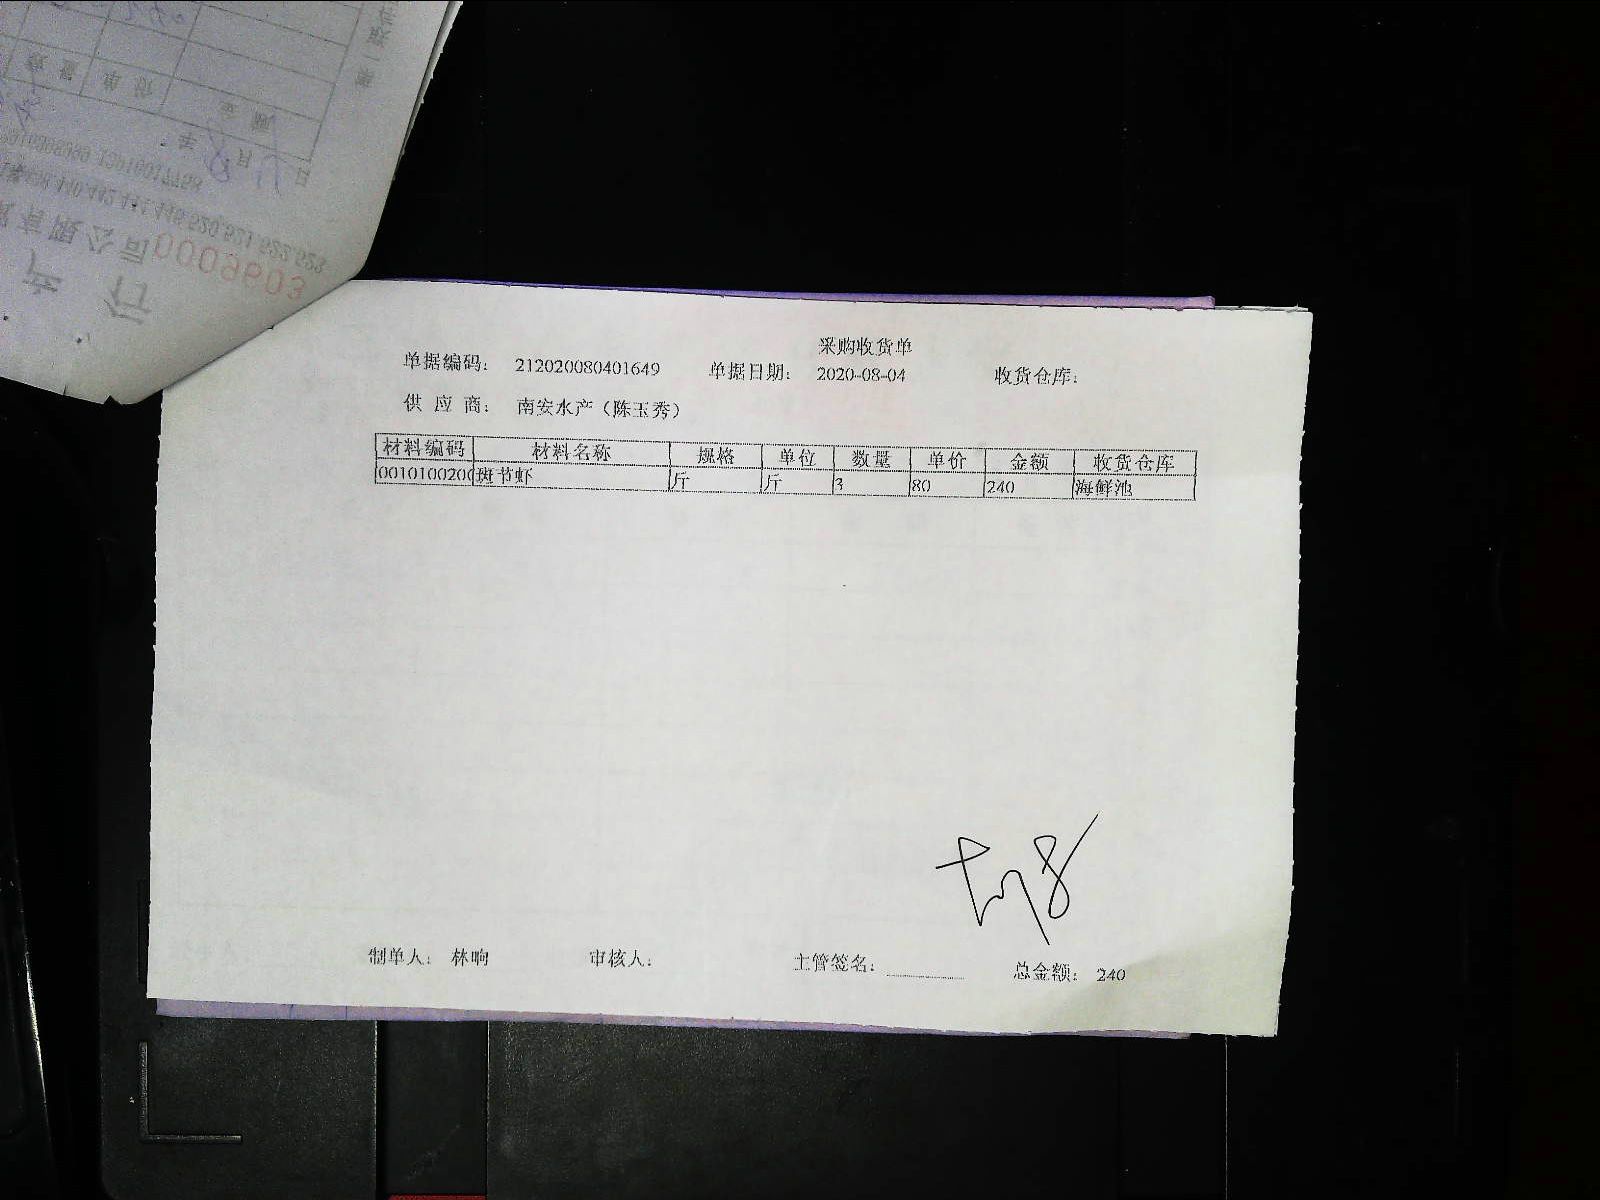 采购收货单
单据编码： 212020080401649 单据日期： 2020-08-04 收货仓库：
供 应 商： 南安水产（陈玉秀）
材料编码 材料名称 规格 单位 数量 单价 金额 收货仓库
0010100200 斑节虾 斤 斤 3 80 240 海鲜池
制单人： 林晌 审核人： 主管签名： 总金额： 240
0009603